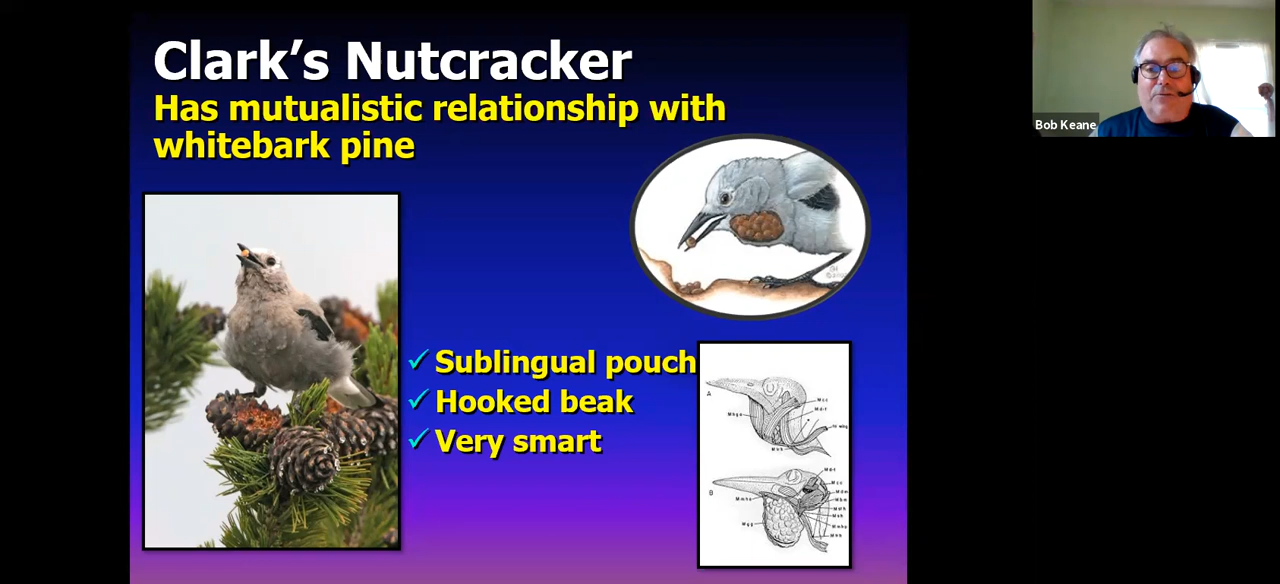 Clark's Nutcracker
Has mutualistic relationship with
whitebark pine
Bob Keane
✓ Sublingual pouch
✓ Hooked beak
✓ Very smart
A
B